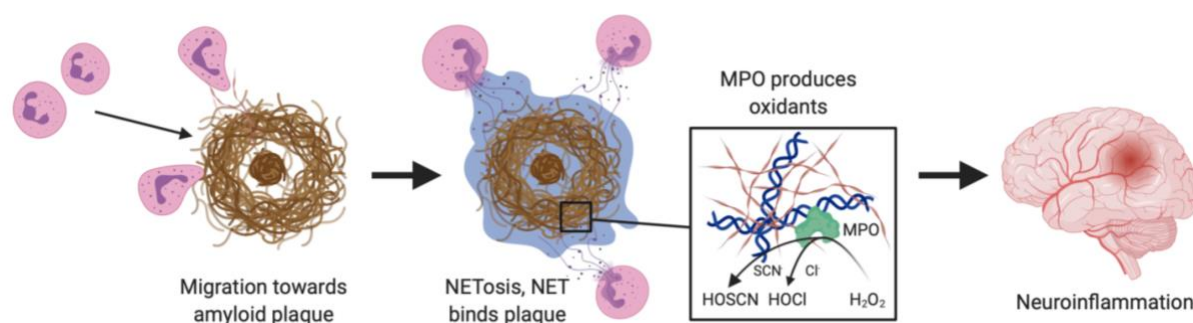 Migration towards
amyloid plaque
NETosis, NET
binds plaque
MPO produces
oxidants
MPO
SCN-
Cl-
HOSCN HOCl H₂O₂
Neuroinflammation